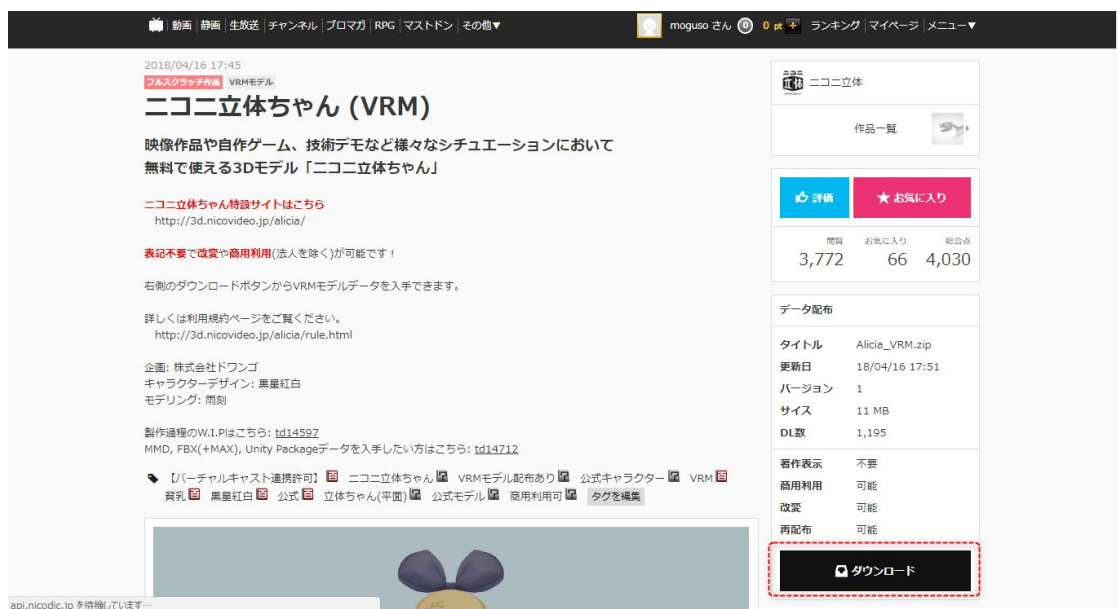 動画 静画 生放送 チャンネル ブロマガ RPG マストドン その他▼
moguso さん 0 0 pt + ランキング マイページ メニュー▼
2018/04/16 17:45
フルスクラッチ作品 VRMモデル
ニコニ立体ちゃん (VRM)
映像作品や自作ゲーム、技術デモなど様々なシチュエーションにおいて
無料で使える3Dモデル「ニコニ立体ちゃん」
ニコニ立体ちゃん特設サイトはこちら
http://3d.nicovideo.jp/alicia/
表記不要で改変や商用利用(法人を除く)が可能です！
右側のダウンロードボタンからVRMモデルデータを入手できます。
詳しくは利用規約ページをご覧ください。
http://3d.nicovideo.jp/alicia/rule.html
企画: 株式会社ドワンゴ
キャラクターデザイン: 黒星紅白
モデリング: 雨刻
製作過程のW.I.Pはこちら: td14597
MMD, FBX(+MAX), Unity Packageデータを入手したい方はこちら: td14712
【バーチャルキャスト連携許可】 ニコニ立体ちゃん VRMモデル配布あり 公式キャラクター VRM
貧乳 黒星紅白 公式 立体ちゃん(平面) 公式モデル 商用利用可 タグを編集
ニコニ立体
作品一覧
評価 ★お気に入り
閲覧 お気に入り 総合点
3,772 66 4,030
データ配布
タイトル Alicia_VRM.zip
更新日 18/04/16 17:51
バージョン 1
サイズ 11 MB
DL数 1,195
著作表示 不要
商用利用 可能
改変 可能
再配布 可能
ダウンロード
api.nicodic.jp を待機しています…